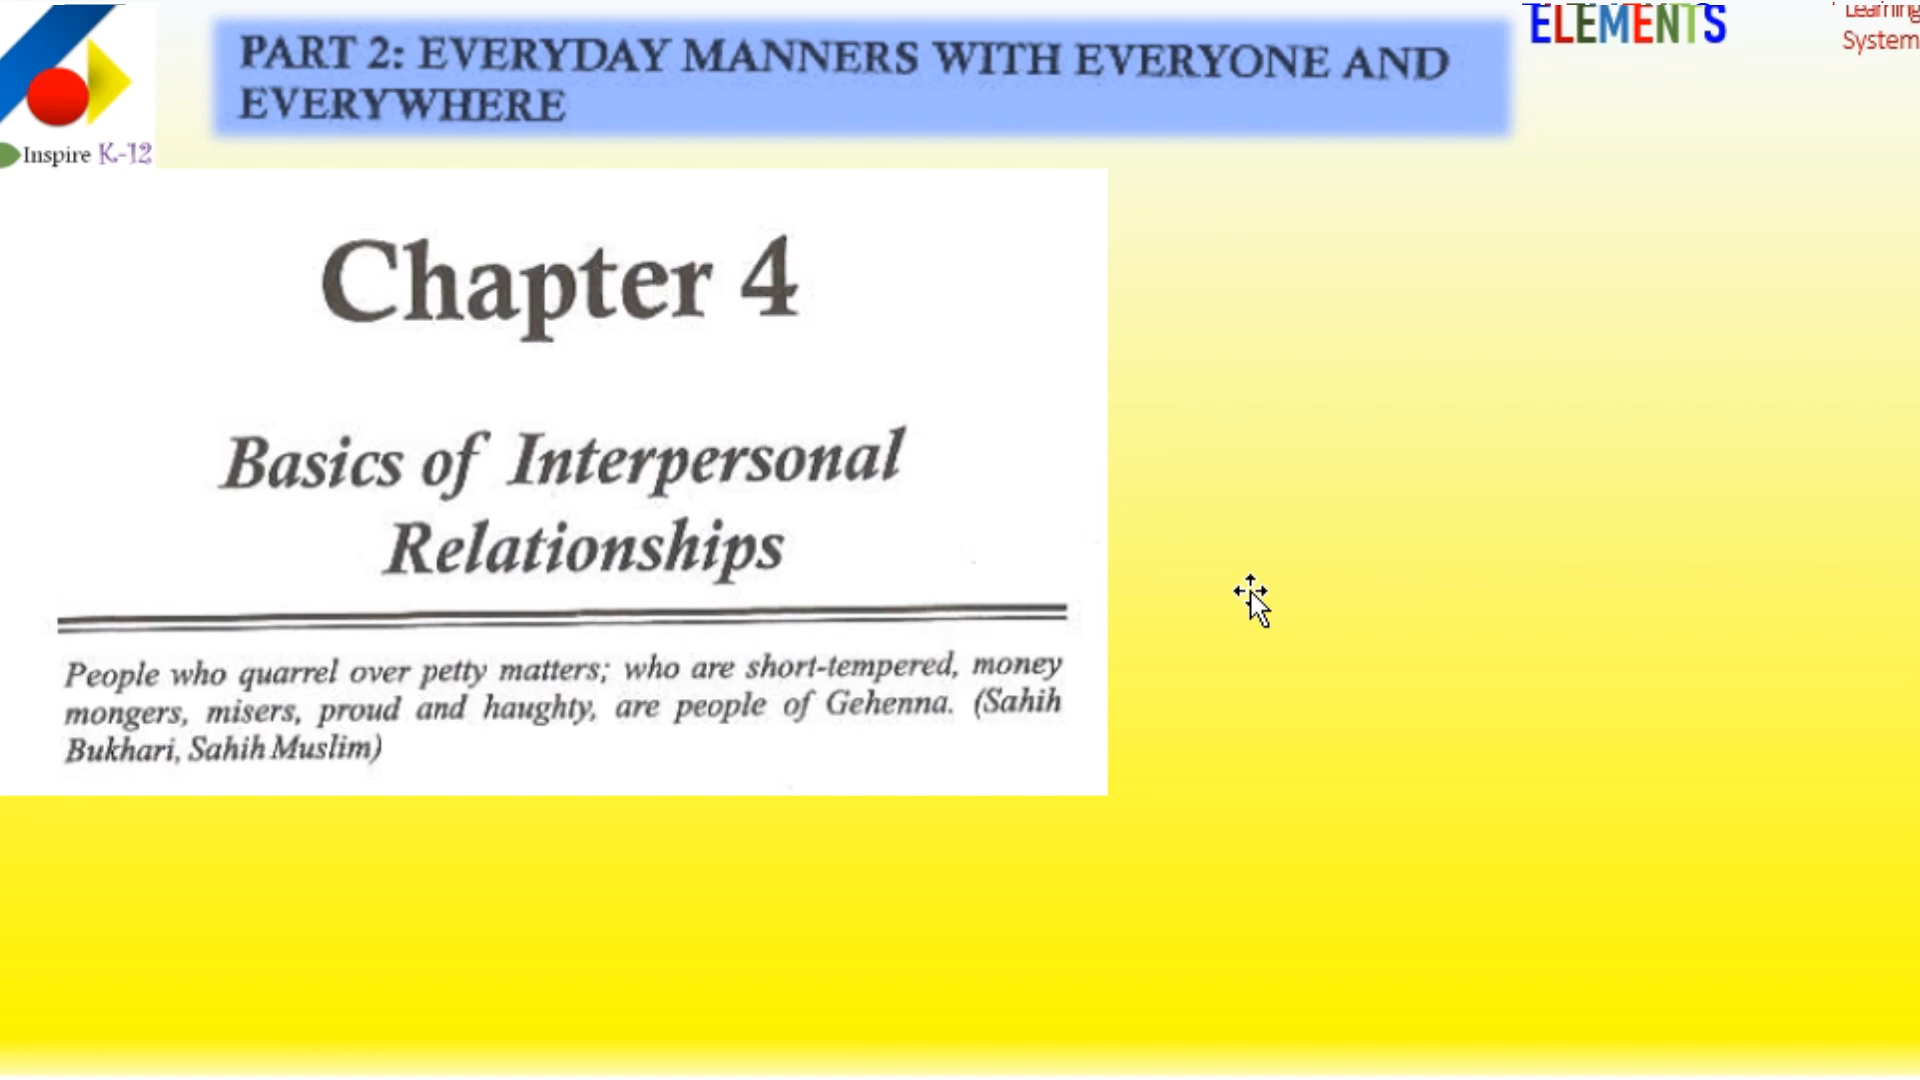 PART 2: EVERYDAY MANNERS WITH EVERYONE AND
EVERYWHERE
ELEMENTS
Learning
System
Inspire K-12
Chapter 4
Basics of Interpersonal
Relationships
People who quarrel over petty matters; who are short-tempered, money
mongers, misers, proud and haughty, are people of Gehenna. (Sahih
Bukhari, Sahih Muslim)